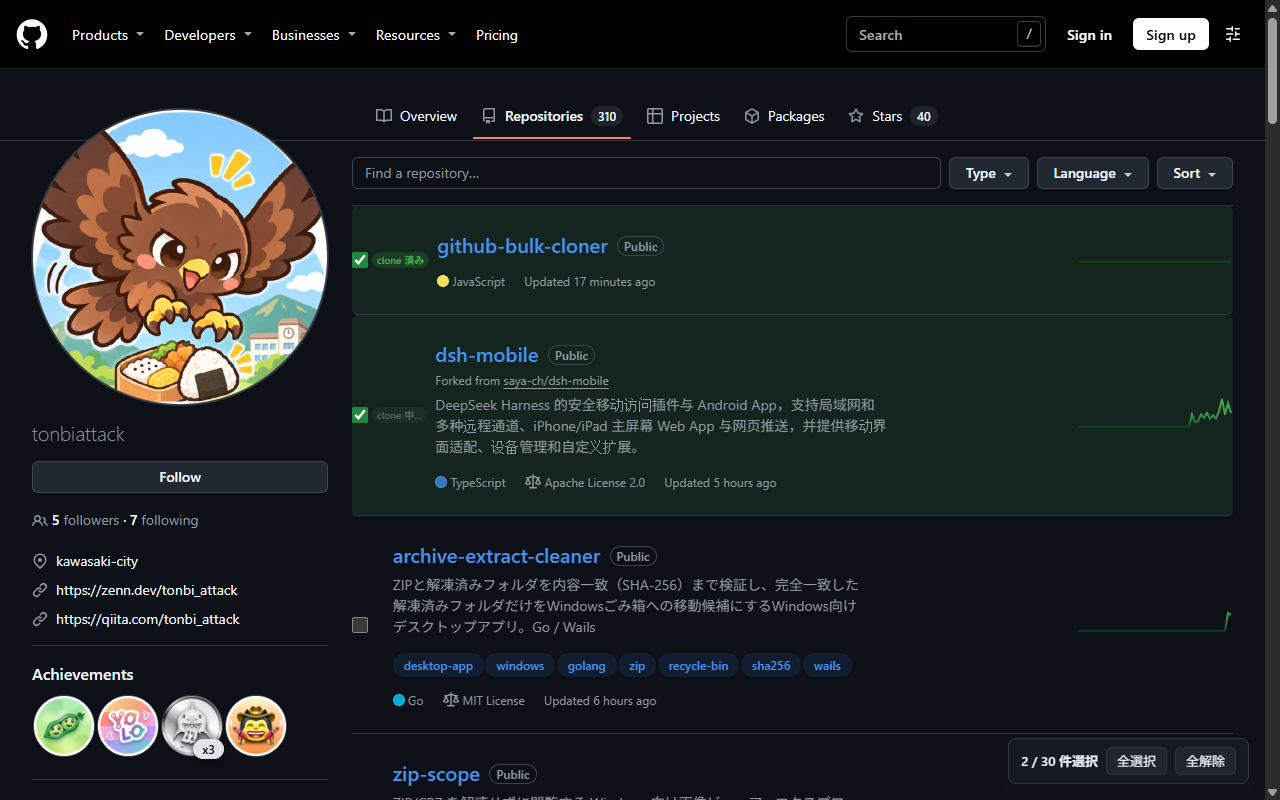 Products
Developers
Businesses
Resources
Pricing
Search
/
Sign in
Sign up
Overview
Repositories 310
Projects
Packages
Stars 40
Find a repository...
Type
Language
Sort
clone 済み
github-bulk-cloner Public
JavaScript Updated 17 minutes ago
clone 中...
dsh-mobile Public
Forked from saya-ch/dsh-mobile
DeepSeek Harness 的安全移动访问插件与 Android App，支持局域网和
多种远程通道、iPhone/iPad 主屏幕 Web App 与网页推送，并提供移动界
面适配、设备管理和自定义扩展。
TypeScript Apache License 2.0 Updated 5 hours ago
archive-extract-cleaner Public
ZIPと解凍済みフォルダを内容一致（SHA-256）まで検証し、完全一致した
解凍済みフォルダだけをWindowsごみ箱への移動候補にするWindows向け
デスクトップアプリ。Go / Wails
desktop-app windows golang zip recycle-bin sha256 wails
Go MIT License Updated 6 hours ago
zip-scope Public
tonbiattack
Follow
5 followers · 7 following
kawasaki-city
https://zenn.dev/tonbi_attack
https://qiita.com/tonbi_attack
Achievements
YOLO
x3
2 / 30 件選択 全選択 全解除